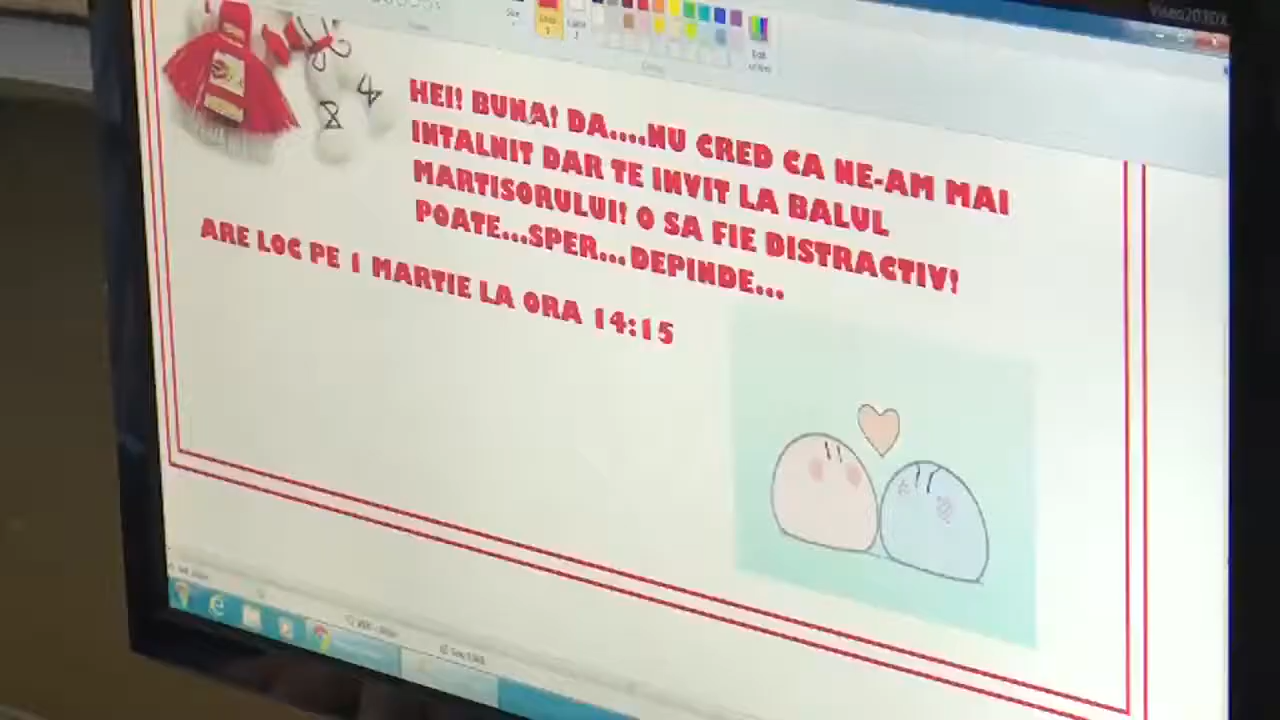 Video2030X
HEI! BUNA! DA....NU CRED CA NE-AM MAI
INTALNIT DAR TE INVIT LA BALUL
MARTISORULUI! O SA FIE DISTRACTIV!
POATE...SPER...DEPINDE...
ARE LOC PE 1 MARTIE LA ORA 14:15